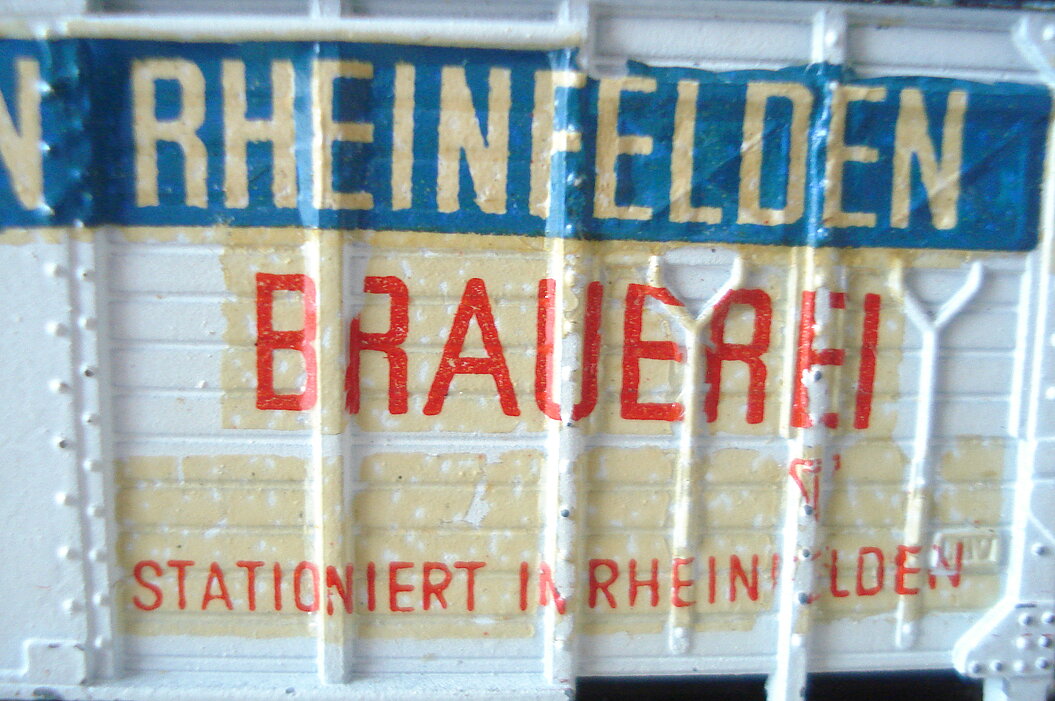 N RHEINFELDEN
BRAUEREI
STATIONIERT IN RHEINFELDEN